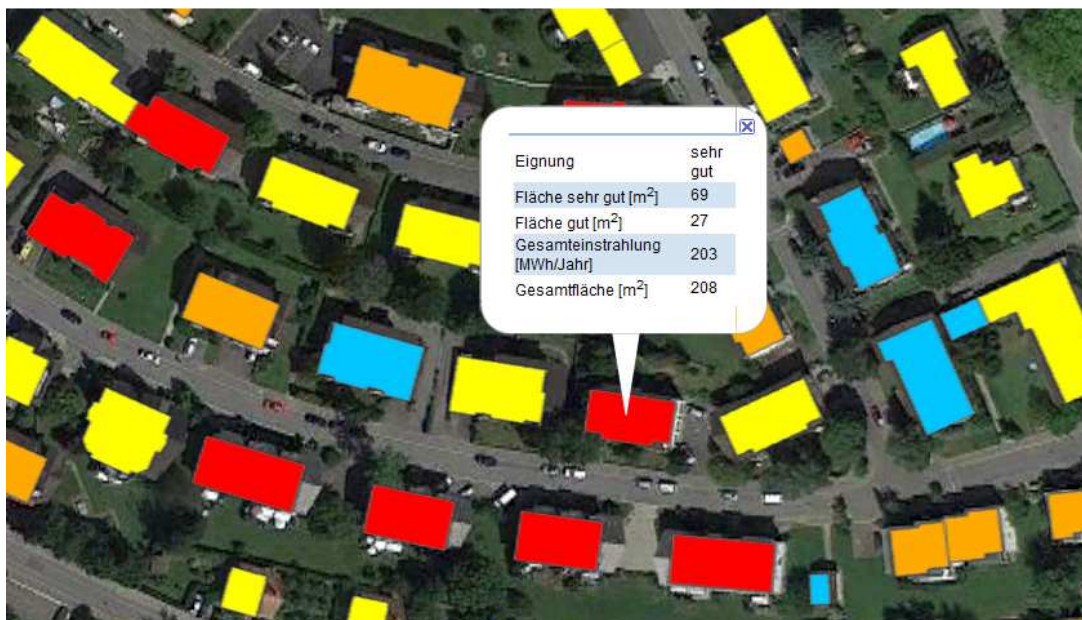 Eignung sehr
gut
Fläche sehr gut [m²] 69
Fläche gut [m²] 27
Gesamteinstrahlung
[MWh/Jahr] 203
Gesamtfläche [m²] 208